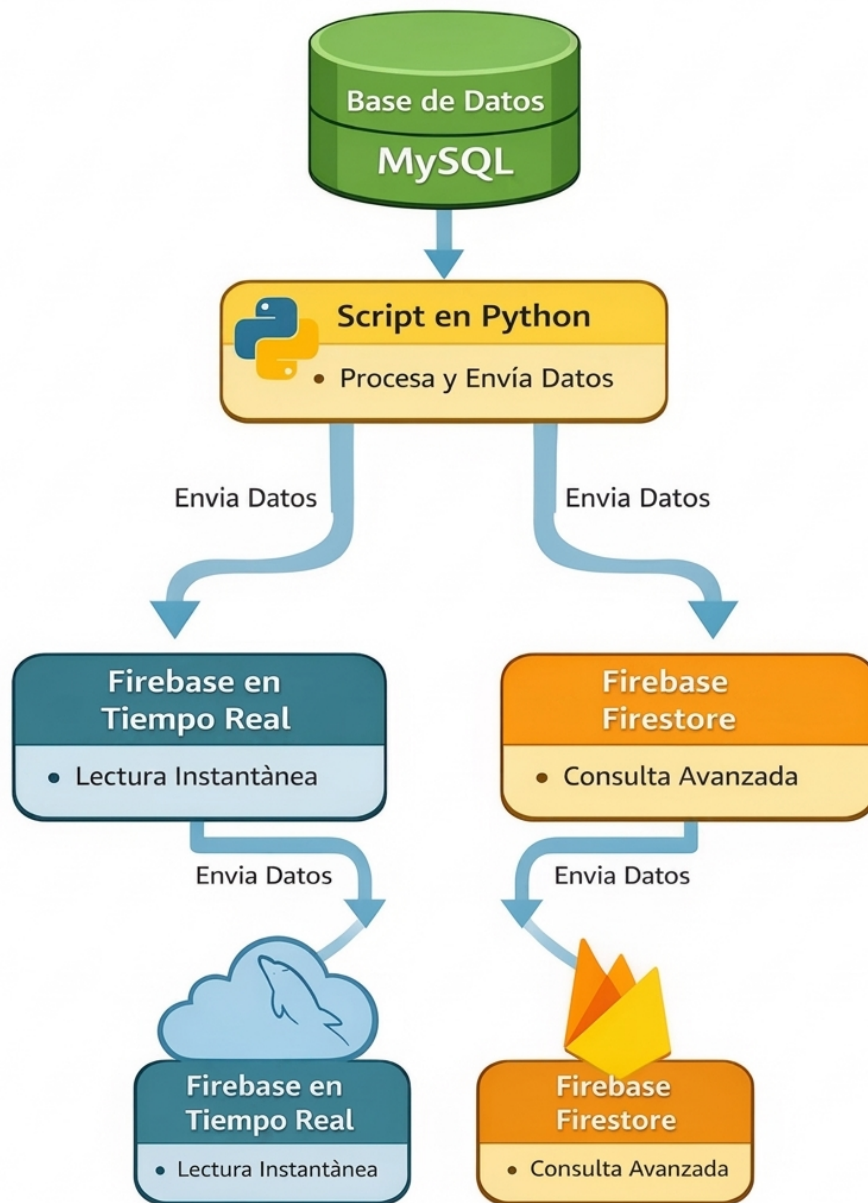 Base de Datos
MySQL
Script en Python
• Procesa y Envía Datos
Envia Datos
Envia Datos
Firebase en
Tiempo Real
• Lectura Instantànea
Firebase
Firestore
• Consulta Avanzada
Envia Datos
Envia Datos
Firebase en
Tiempo Real
• Lectura Instantànea
Firebase
Firestore
• Consulta Avanzada